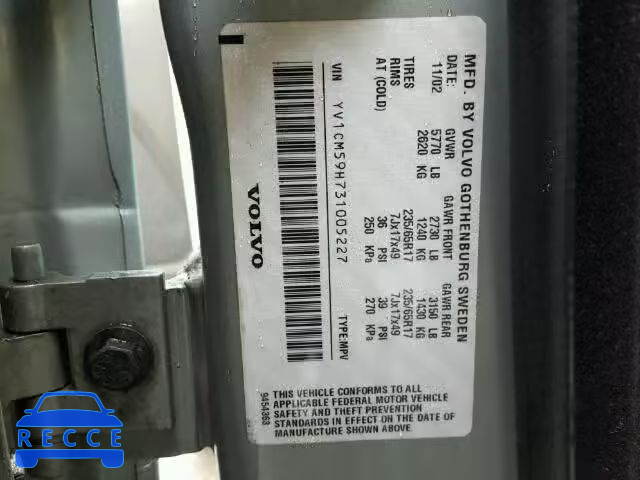 MFD. BY VOLVO GOTHENBURG SWEDEN
DATE: GVWR GAWR FRONT GAWR REAR
11/02 5770 LB 2730 LB 3150 LB
2620 KG 1240 KG 1430 KG
TIRES 235/65R17 235/65R17
RIMS 7Jx17x49 7Jx17x49
AT (COLD) 36 PSI 39 PSI
250 KPa 270 KPa
VIN YV1CM59H731005227 TYPE:MPV
VOLVO
9454368
THIS VEHICLE CONFORMS TO ALL
APPLICABLE FEDERAL MOTOR VEHICLE
SAFETY AND THEFT PREVENTION
STANDARDS IN EFFECT ON THE DATE OF
MANUFACTURE SHOWN ABOVE